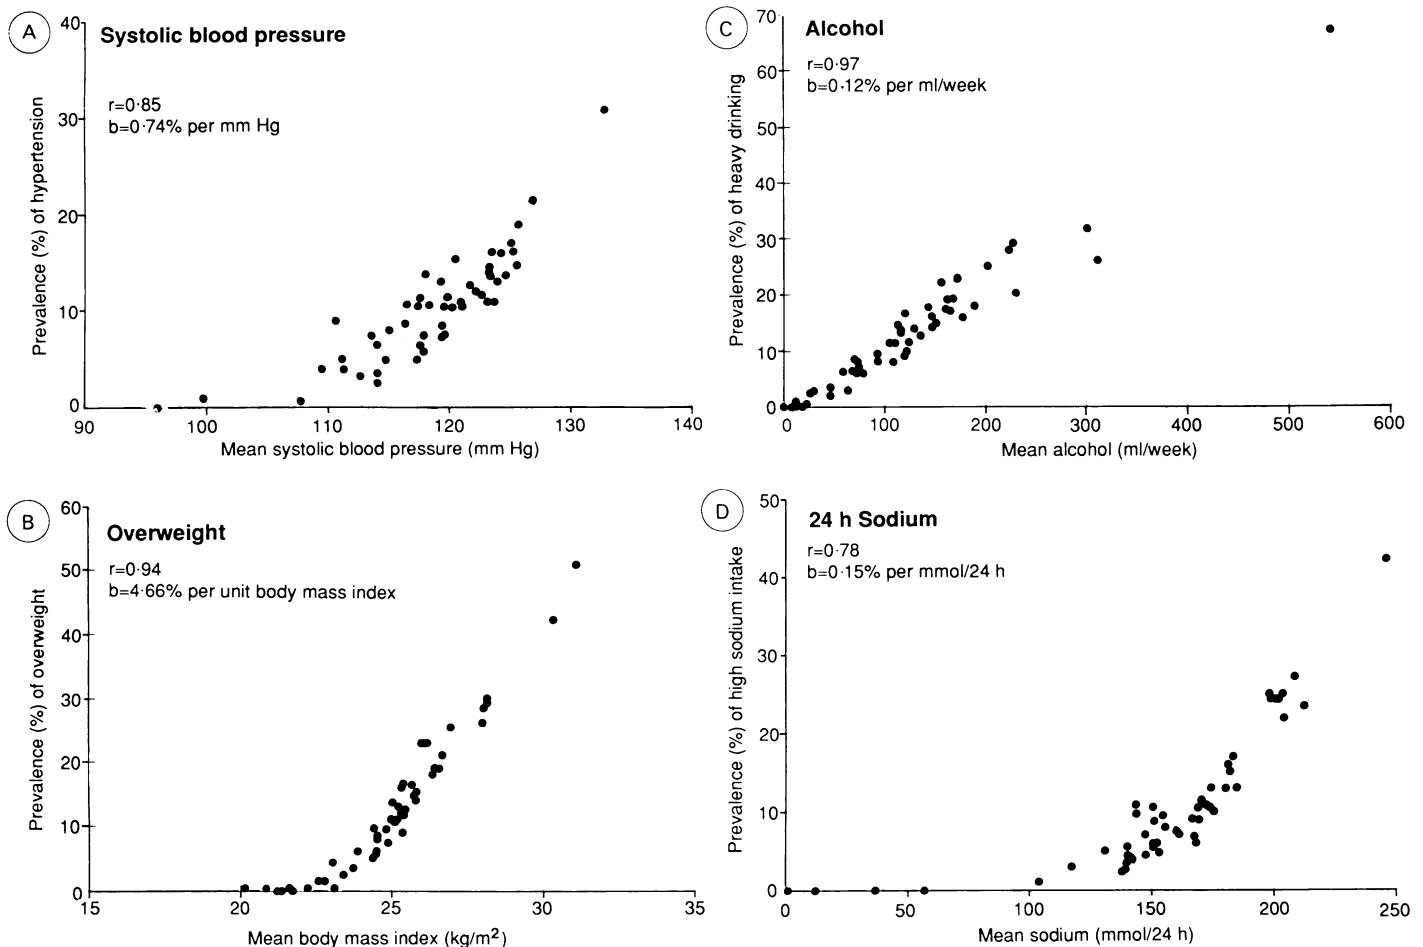 A
Systolic blood pressure
r=0·85
b=0·74% per mm Hg
Prevalence (%) of hypertension
40
30
20
10
0
90 100 110 120 130 140
Mean systolic blood pressure (mm Hg)
C
Alcohol
r=0·97
b=0·12% per ml/week
Prevalence (%) of heavy drinking
70
60
50
40
30
20
10
0
0 100 200 300 400 500 600
Mean alcohol (ml/week)
B
Overweight
r=0·94
b=4·66% per unit body mass index
Prevalence (%) of overweight
60
50
40
30
20
10
0
15 20 25 30 35
Mean body mass index (kg/m²)
D
24 h Sodium
r=0·78
b=0·15% per mmol/24 h
Prevalence (%) of high sodium intake
50
40
30
20
10
0
0 50 100 150 200 250
Mean sodium (mmol/24 h)